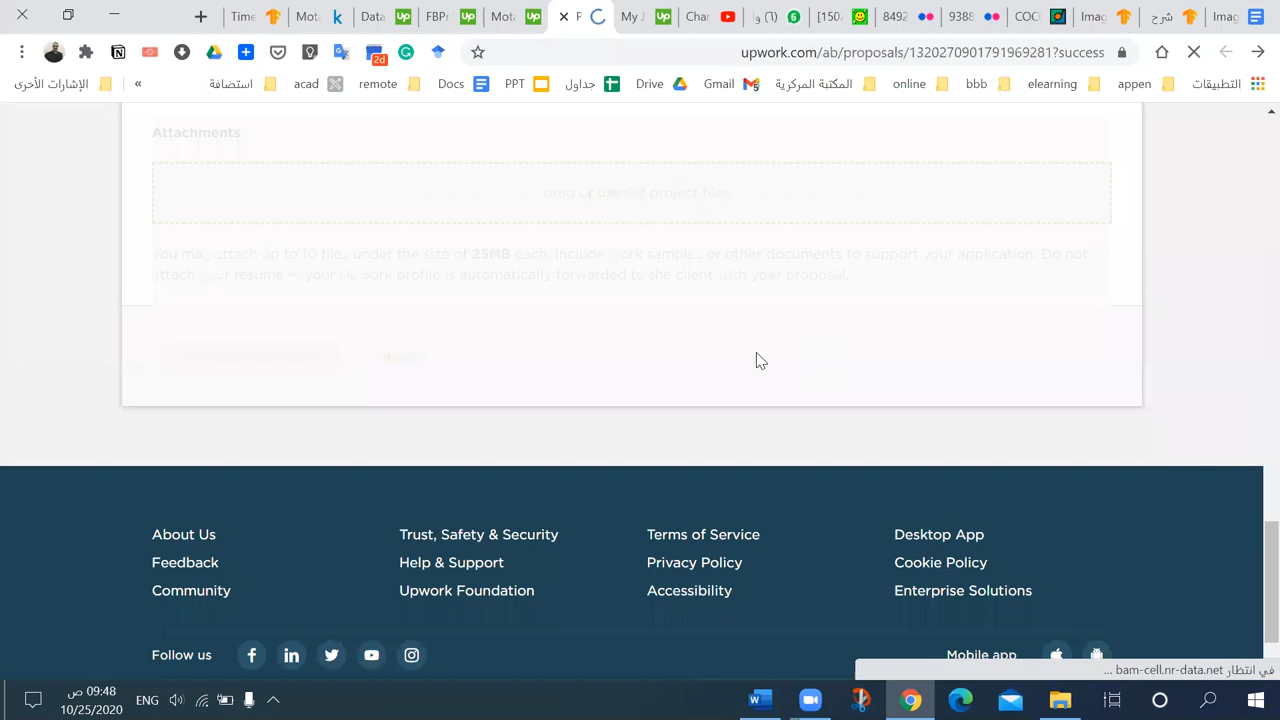 Time
Mota
Data
FBP(
Mota
P
My J
Char
(1) وا
[150.
8492
9381
COC
Imag
شرح
Imag
upwork.com/ab/proposals/1320270901791969281?success
2d
الإشارات الأخرى
«
استضافة
acad
remote
Docs
PPT
جداول
Drive
Gmail
المكتبة المركزية
online
bbb
elearning
appen
التطبيقات
Attachments
drag or upload project files
You may attach up to 10 files under the size of 25MB each. Include work samples or other documents to support your application. Do not
attach your résumé — your Upwork profile is automatically forwarded to the client with your proposal.
About Us
Trust, Safety & Security
Terms of Service
Desktop App
Feedback
Help & Support
Privacy Policy
Cookie Policy
Community
Upwork Foundation
Accessibility
Enterprise Solutions
Follow us
Mobile app
في انتظار bam-cell.nr-data.net ...
09:48 ص
10/25/2020
ENG